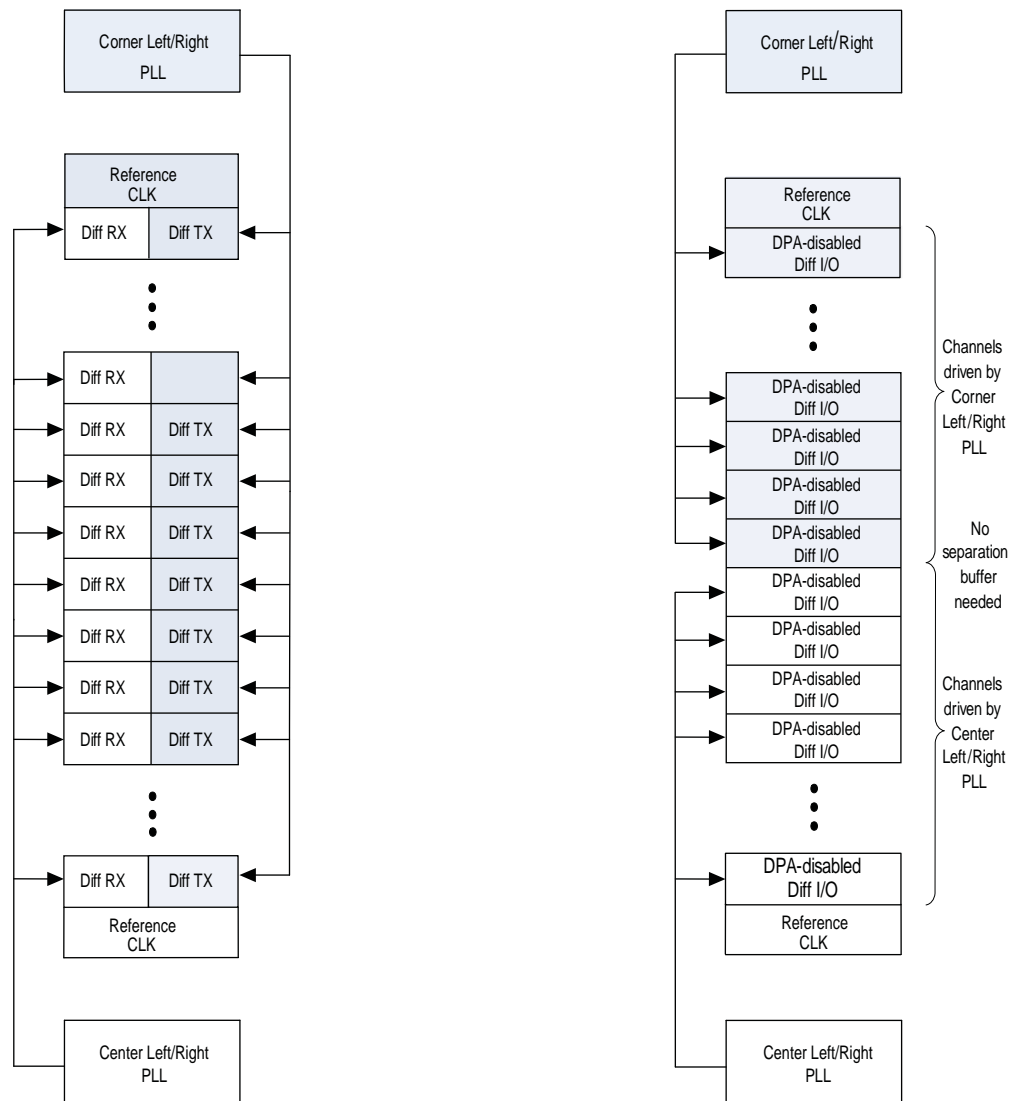 Corner Left/Right
PLL
Reference
CLK
Diff RX
Diff TX
Diff RX
Diff RX
Diff TX
Diff RX
Diff TX
Diff RX
Diff TX
Diff RX
Diff TX
Diff RX
Diff TX
Diff RX
Diff TX
Diff RX
Diff TX
Diff RX
Diff TX
Reference
CLK
Center Left/Right
PLL
Corner Left/Right
PLL
Reference
CLK
DPA-disabled
Diff I/O
DPA-disabled
Diff I/O
DPA-disabled
Diff I/O
DPA-disabled
Diff I/O
DPA-disabled
Diff I/O
DPA-disabled
Diff I/O
DPA-disabled
Diff I/O
DPA-disabled
Diff I/O
DPA-disabled
Diff I/O
DPA-disabled
Diff I/O
Reference
CLK
Center Left/Right
PLL
Channels
driven by
Corner
Left/Right
PLL
No
separation
buffer
needed
Channels
driven by
Center
Left/Right
PLL